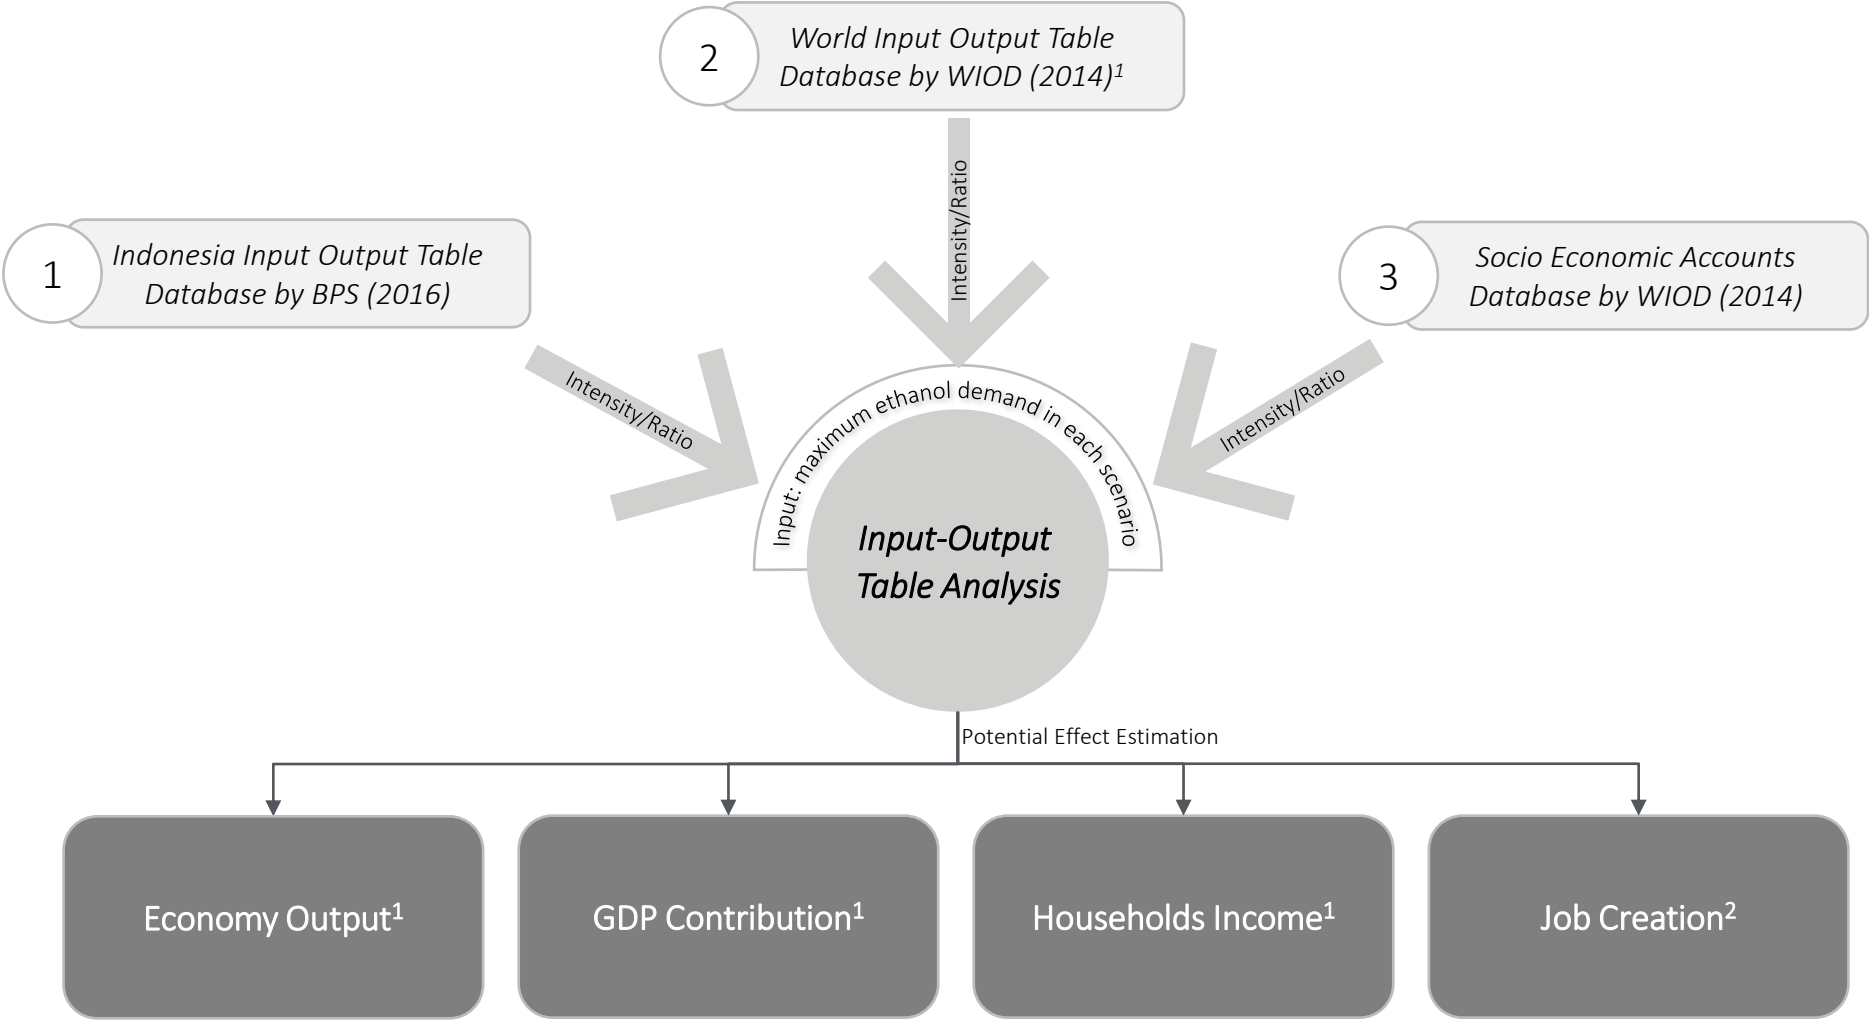 2
World Input Output Table
Database by WIOD (2014)¹
1
Indonesia Input Output Table
Database by BPS (2016)
3
Socio Economic Accounts
Database by WIOD (2014)
Intensity/Ratio
Intensity/Ratio
Intensity/Ratio
Input: maximum ethanol demand in each scenario
Input-Output
Table Analysis
Potential Effect Estimation
Economy Output¹
GDP Contribution¹
Households Income¹
Job Creation²